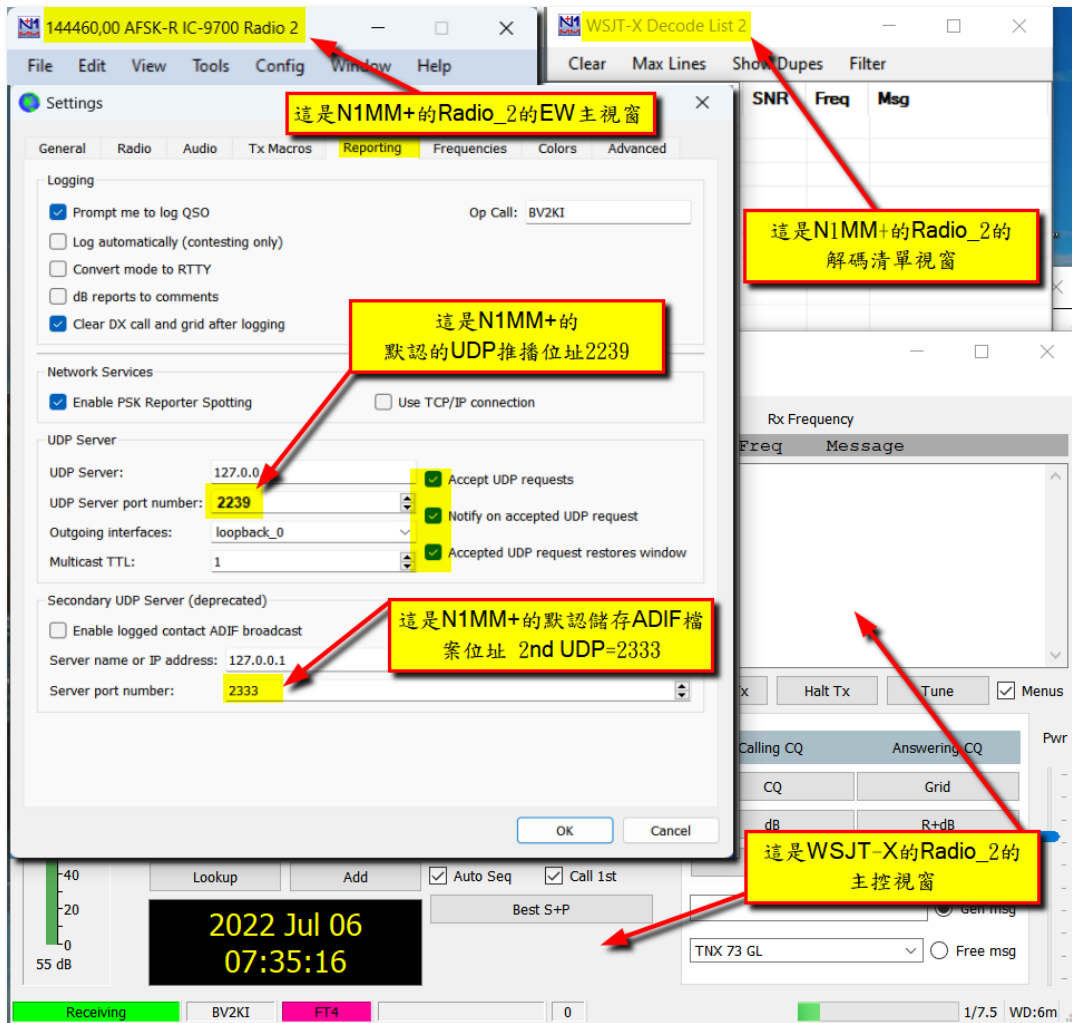 144460,00 AFSK-R IC-9700 Radio 2
File Edit View Tools Config Window Help
WSJT-X Decode List 2
Clear Max Lines Show Dupes Filter
SNR Freq Msg
Settings
這是N1MM+的Radio_2的EW主視窗
General Radio Audio Tx Macros Reporting Frequencies Colors Advanced
Logging
Prompt me to log QSO
Op Call: BV2KI
Log automatically (contesting only)
Convert mode to RTTY
dB reports to comments
Clear DX call and grid after logging
這是N1MM+的Radio_2的
解碼清單視窗
這是N1MM+的
默認的UDP推播位址2239
Network Services
Enable PSK Reporter Spotting
Use TCP/IP connection
UDP Server
UDP Server: 127.0.0.
Accept UDP requests
UDP Server port number: 2239
Notify on accepted UDP request
Outgoing interfaces: loopback_0
Accepted UDP request restores window
Multicast TTL: 1
Secondary UDP Server (deprecated)
Enable logged contact ADIF broadcast
Server name or IP address: 127.0.0.1
Server port number: 2333
這是N1MM+的默認儲存ADIF檔
案位址 2nd UDP=2333
OK Cancel
Rx Frequency
Freq Message
Halt Tx Tune Menus
Calling CQ Answering CQ Pwr
CQ Grid
dB R+dB
這是WSJT-X的Radio_2的
主控視窗
-40
-20
-0
55 dB
Lookup Add
Auto Seq Call 1st
Best S+P
2022 Jul 06
07:35:16
Gen msg
TNX 73 GL
Free msg
Receiving BV2KI FT4 0 1/7.5 WD:6m